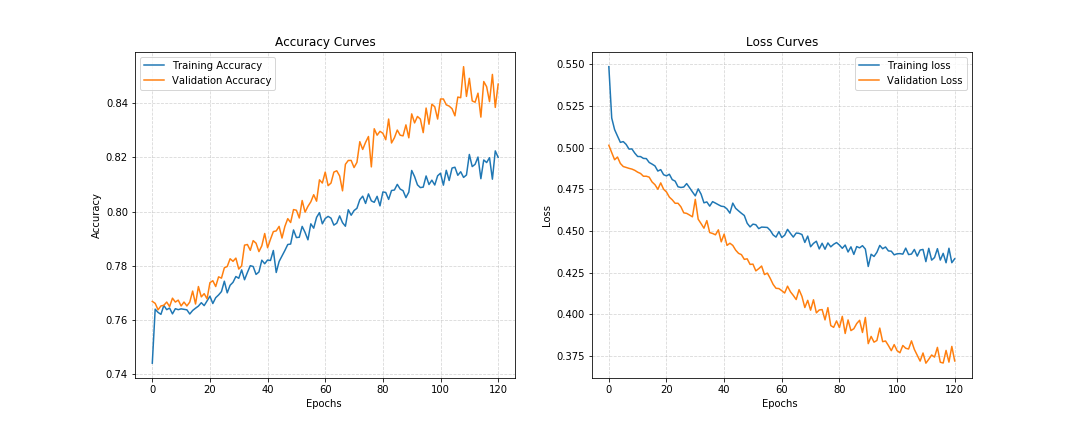 Accuracy Curves
Training Accuracy
Validation Accuracy
0.84
0.82
0.80
0.78
0.76
0.74
Accuracy
0 20 40 60 80 100 120
Epochs
Loss Curves
Training loss
Validation Loss
0.550
0.525
0.500
0.475
0.450
0.425
0.400
0.375
Loss
0 20 40 60 80 100 120
Epochs